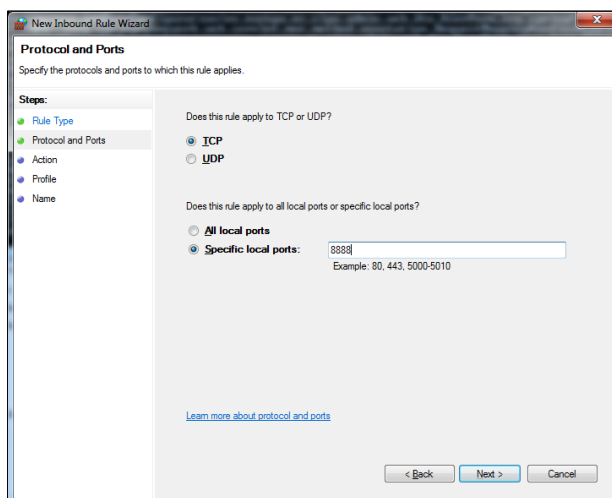 New Inbound Rule Wizard
Protocol and Ports
Specify the protocols and ports to which this rule applies.
Steps:
Rule Type
Protocol and Ports
Action
Profile
Name
Does this rule apply to TCP or UDP?
TCP
UDP
Does this rule apply to all local ports or specific local ports?
All local ports
Specific local ports: 8888
Example: 80, 443, 5000-5010
Learn more about protocol and ports
< Back Next > Cancel